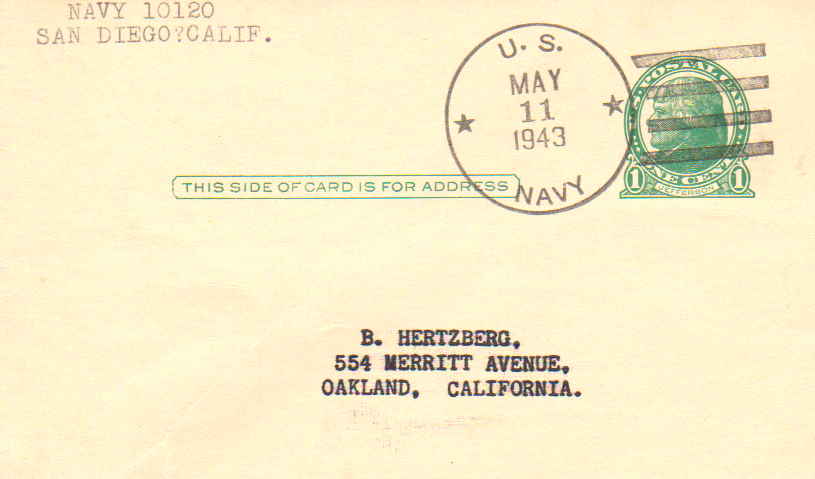 NAVY 10120
SAN DIEGO?CALIF.
U. S.
MAY
11
1943
NAVY
U.S. POSTAL CARD
ONE CENT
1 JEFFERSON 1
THIS SIDE OF CARD IS FOR ADDRESS
B. HERTZBERG,
554 MERRITT AVENUE,
OAKLAND, CALIFORNIA.